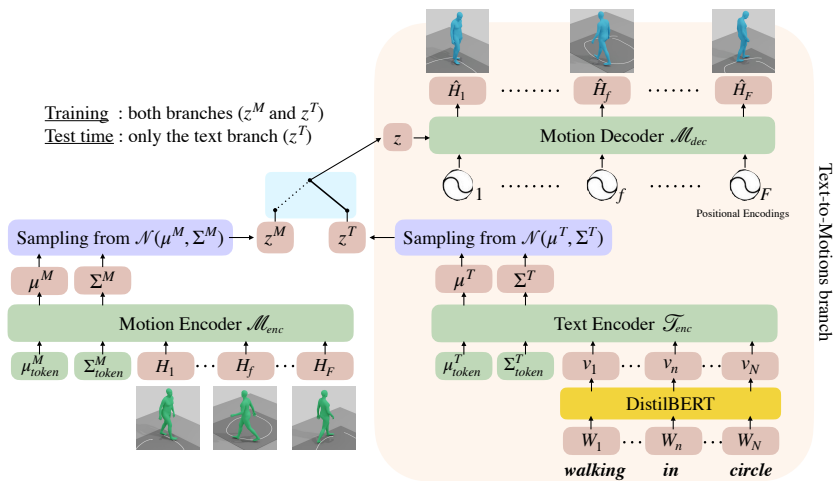 Ĥ_1 ........ Ĥ_f ........ Ĥ_F
Training : both branches (z^M and z^T)
Test time : only the text branch (z^T)
z
Motion Decoder ℳ_dec
1 ........ f ........ F
Positional Encodings
Text-to-Motions branch
z^M z^T
Sampling from 𝒩(μ^M, Σ^M)
Sampling from 𝒩(μ^T, Σ^T)
μ^M Σ^M
μ^T Σ^T
Motion Encoder ℳ_enc
Text Encoder 𝒯_enc
μ^M_token Σ^M_token H_1 ... H_f ... H_F
μ^T_token Σ^T_token v_1 ... v_n ... v_N
DistilBERT
W_1 ... W_n ... W_N
walking in circle